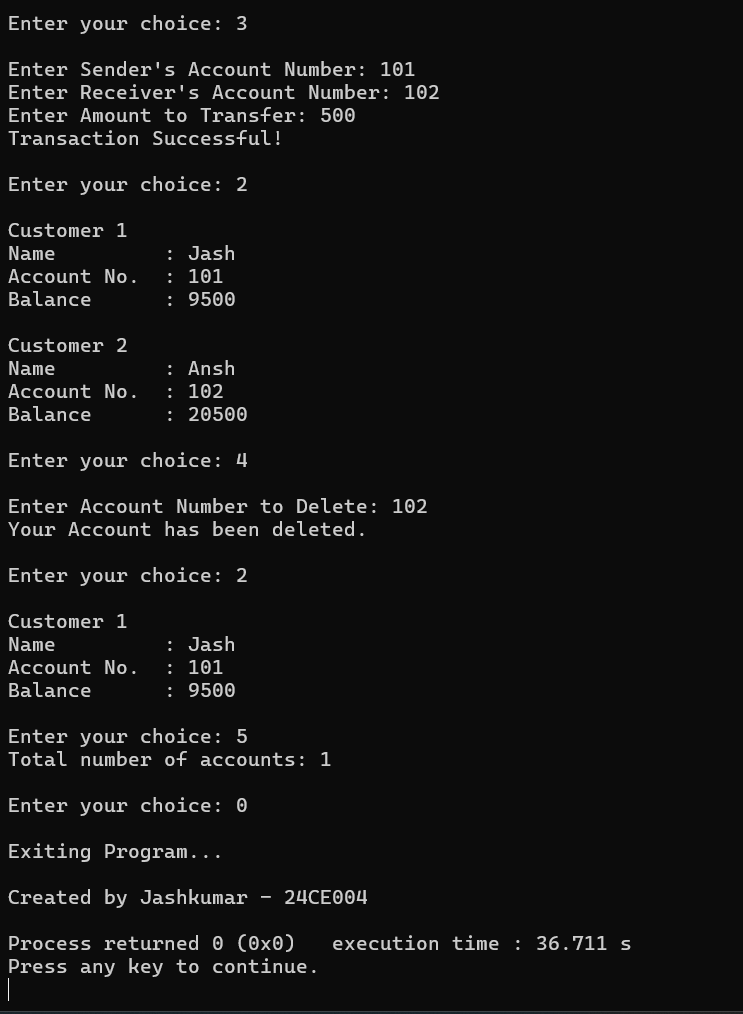 Enter your choice: 3
Enter Sender's Account Number: 101
Enter Receiver's Account Number: 102
Enter Amount to Transfer: 500
Transaction Successful!
Enter your choice: 2
Customer 1
Name         : Jash
Account No.  : 101
Balance      : 9500
Customer 2
Name         : Ansh
Account No.  : 102
Balance      : 20500
Enter your choice: 4
Enter Account Number to Delete: 102
Your Account has been deleted.
Enter your choice: 2
Customer 1
Name         : Jash
Account No.  : 101
Balance      : 9500
Enter your choice: 5
Total number of accounts: 1
Enter your choice: 0
Exiting Program...
Created by Jashkumar - 24CE004
Process returned 0 (0x0)   execution time : 36.711 s
Press any key to continue.